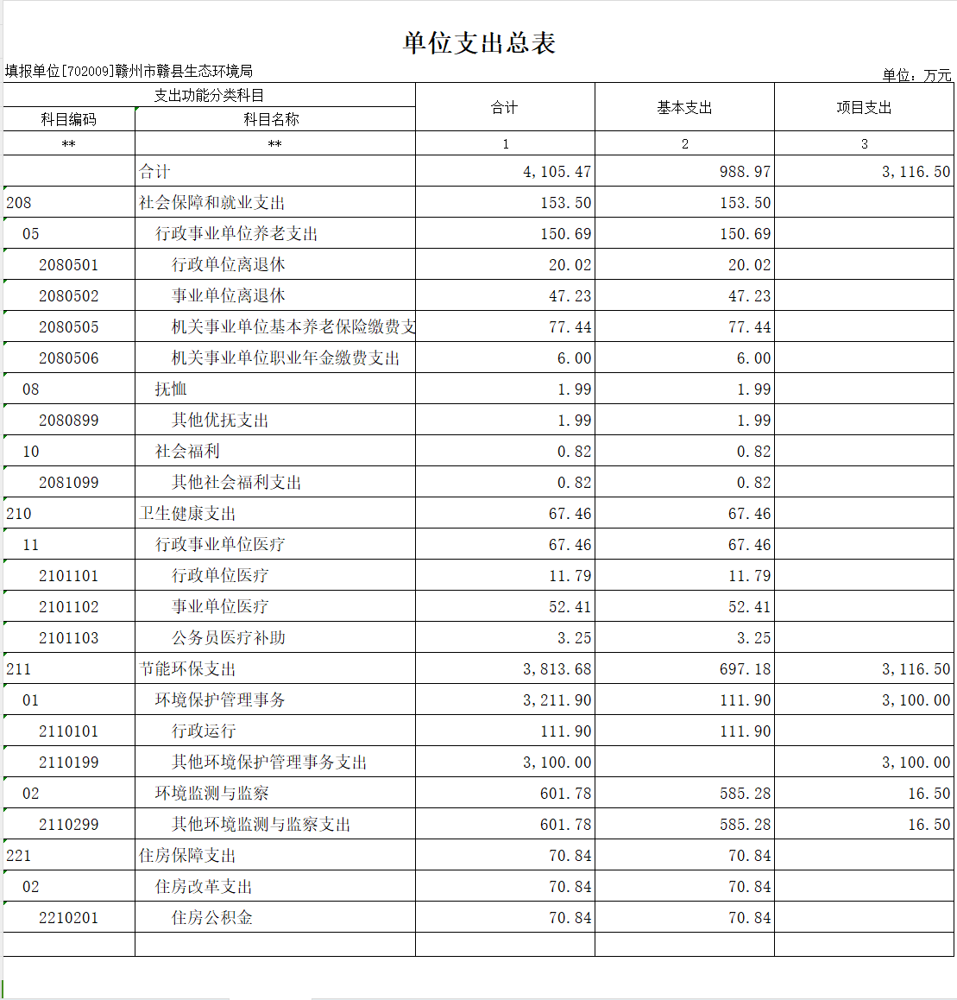 单位支出总表
填报单位[702009]赣州市赣县生态环境局 单位：万元
支出功能分类科目 合计 基本支出 项目支出
科目编码 科目名称
** ** 1 2 3
合计 4,105.47 988.97 3,116.50
208 社会保障和就业支出 153.50 153.50
05 行政事业单位养老支出 150.69 150.69
2080501 行政单位离退休 20.02 20.02
2080502 事业单位离退休 47.23 47.23
2080505 机关事业单位基本养老保险缴费支 77.44 77.44
2080506 机关事业单位职业年金缴费支出 6.00 6.00
08 抚恤 1.99 1.99
2080899 其他优抚支出 1.99 1.99
10 社会福利 0.82 0.82
2081099 其他社会福利支出 0.82 0.82
210 卫生健康支出 67.46 67.46
11 行政事业单位医疗 67.46 67.46
2101101 行政单位医疗 11.79 11.79
2101102 事业单位医疗 52.41 52.41
2101103 公务员医疗补助 3.25 3.25
211 节能环保支出 3,813.68 697.18 3,116.50
01 环境保护管理事务 3,211.90 111.90 3,100.00
2110101 行政运行 111.90 111.90
2110199 其他环境保护管理事务支出 3,100.00 3,100.00
02 环境监测与监察 601.78 585.28 16.50
2110299 其他环境监测与监察支出 601.78 585.28 16.50
221 住房保障支出 70.84 70.84
02 住房改革支出 70.84 70.84
2210201 住房公积金 70.84 70.84